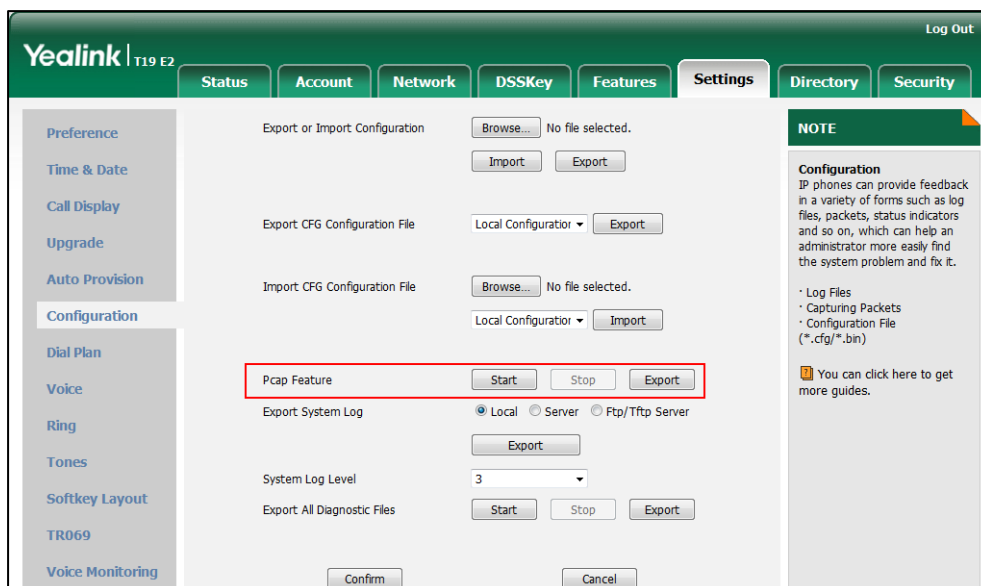 Log Out
Yealink | T19 E2
Status Account Network DSSKey Features Settings Directory Security
Preference
Time & Date
Call Display
Upgrade
Auto Provision
Configuration
Dial Plan
Voice
Ring
Tones
Softkey Layout
TR069
Voice Monitoring
Export or Import Configuration Browse... No file selected.
Import Export
Export CFG Configuration File Local Configuration Export
Import CFG Configuration File Browse... No file selected.
Local Configuration Import
Pcap Feature Start Stop Export
Export System Log Local Server Ftp/Tftp Server
Export
System Log Level 3
Export All Diagnostic Files Start Stop Export
Confirm Cancel
NOTE
Configuration
IP phones can provide feedback
in a variety of forms such as log
files, packets, status indicators
and so on, which can help an
administrator more easily find
the system problem and fix it.
· Log Files
· Capturing Packets
· Configuration File
(*.cfg/*.bin)
? You can click here to get
more guides.